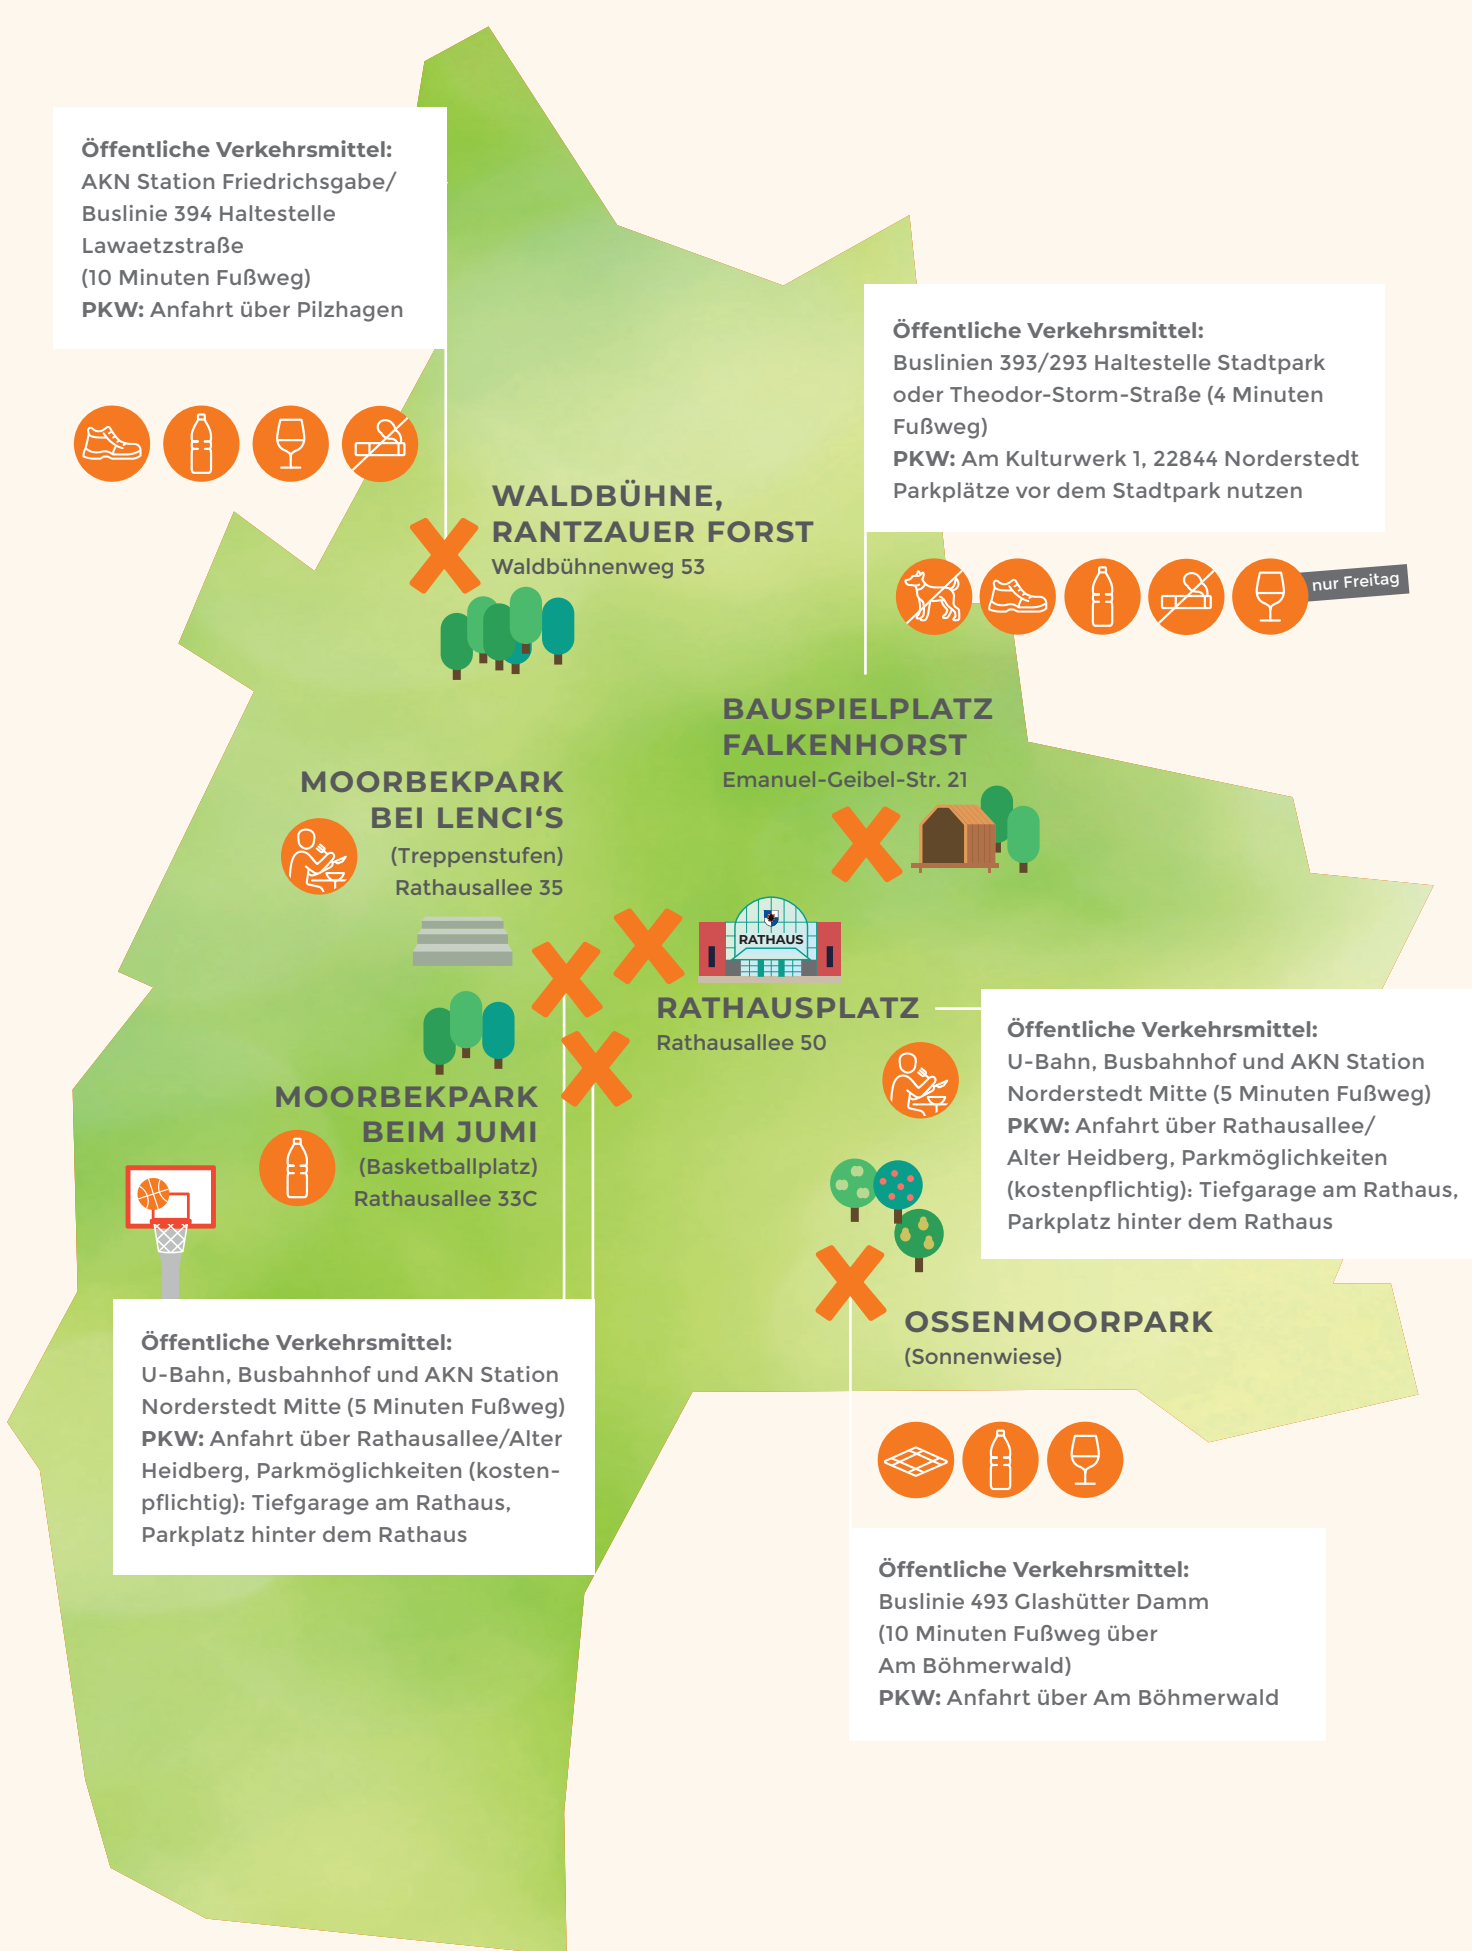 Öffentliche Verkehrsmittel:
AKN Station Friedrichsgabe/
Buslinie 394 Haltestelle
Lawaetzstraße
(10 Minuten Fußweg)
PKW: Anfahrt über Pilzhagen
Öffentliche Verkehrsmittel:
Buslinien 393/293 Haltestelle Stadtpark
oder Theodor-Storm-Straße (4 Minuten
Fußweg)
PKW: Am Kulturwerk 1, 22844 Norderstedt
Parkplätze vor dem Stadtpark nutzen
nur Freitag
WALDBÜHNE,
RANTZAUER FORST
Waldbühnenweg 53
BAUSPIELPLATZ
FALKENHORST
Emanuel-Geibel-Str. 21
MOORBEKPARK
BEI LENCI‘S
(Treppenstufen)
Rathausallee 35
RATHAUS
RATHAUSPLATZ
Rathausallee 50
MOORBEKPARK
BEIM JUMI
(Basketballplatz)
Rathausallee 33C
Öffentliche Verkehrsmittel:
U-Bahn, Busbahnhof und AKN Station
Norderstedt Mitte (5 Minuten Fußweg)
PKW: Anfahrt über Rathausallee/
Alter Heidberg, Parkmöglichkeiten
(kostenpflichtig): Tiefgarage am Rathaus,
Parkplatz hinter dem Rathaus
OSSENMOORPARK
(Sonnenwiese)
Öffentliche Verkehrsmittel:
U-Bahn, Busbahnhof und AKN Station
Norderstedt Mitte (5 Minuten Fußweg)
PKW: Anfahrt über Rathausallee/Alter
Heidberg, Parkmöglichkeiten (kosten-
pflichtig): Tiefgarage am Rathaus,
Parkplatz hinter dem Rathaus
Öffentliche Verkehrsmittel:
Buslinie 493 Glashütter Damm
(10 Minuten Fußweg über
Am Böhmerwald)
PKW: Anfahrt über Am Böhmerwald